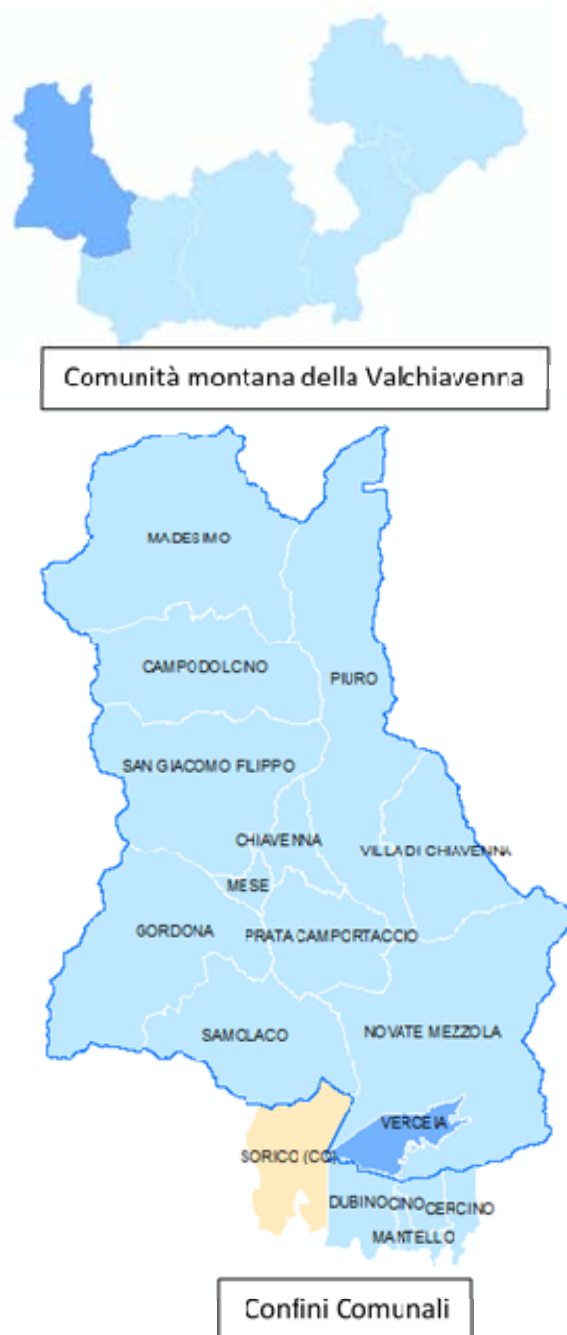 Comunità montana della Valchiavenna
MADESIMO
CAMPODOLCINO
PIURO
SAN GIACOMO FILIPPO
CHIAVENNA
VILLA DI CHIAVENNA
MESE
GORDONA
PRATA CAMPORTACCIO
SAMOLACO
NOVATE MEZZOLA
VERCEIA
SORICO (CO)
DUBINO CINO CERCINO
MANTELLO
Confini Comunali